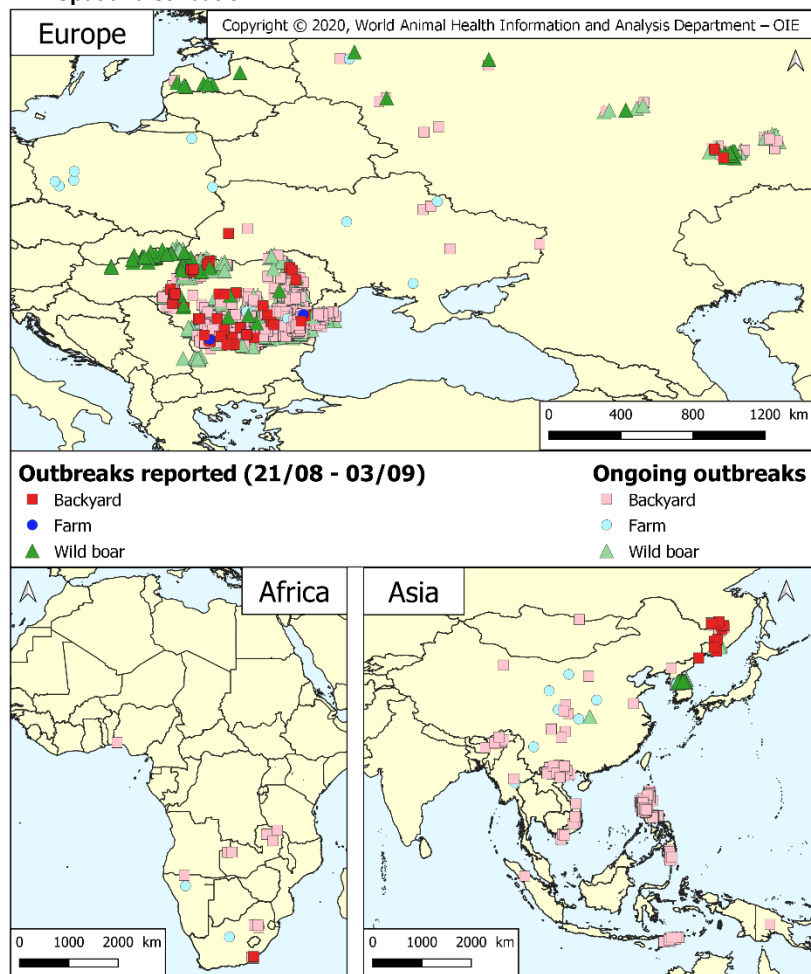 Europe
Copyright © 2020, World Animal Health Information and Analysis Department – OIE
0 400 800 1200 km
Outbreaks reported (21/08 - 03/09)
Backyard
Farm
Wild boar
Ongoing outbreaks
Backyard
Farm
Wild boar
Africa
0 1000 2000 km
Asia
0 1000 2000 km